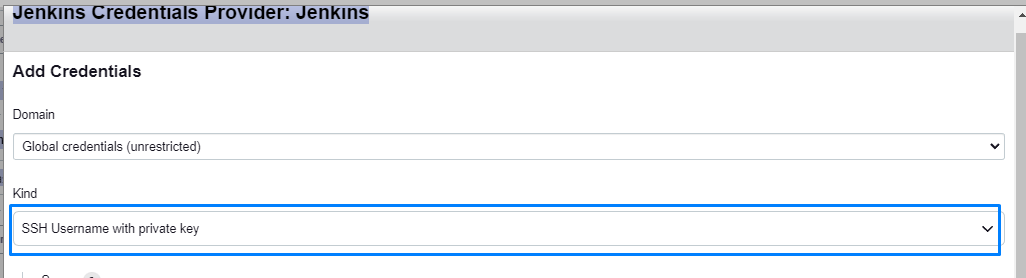 Jenkins Credentials Provider: Jenkins
Add Credentials
Domain
Global credentials (unrestricted)
Kind
SSH Username with private key